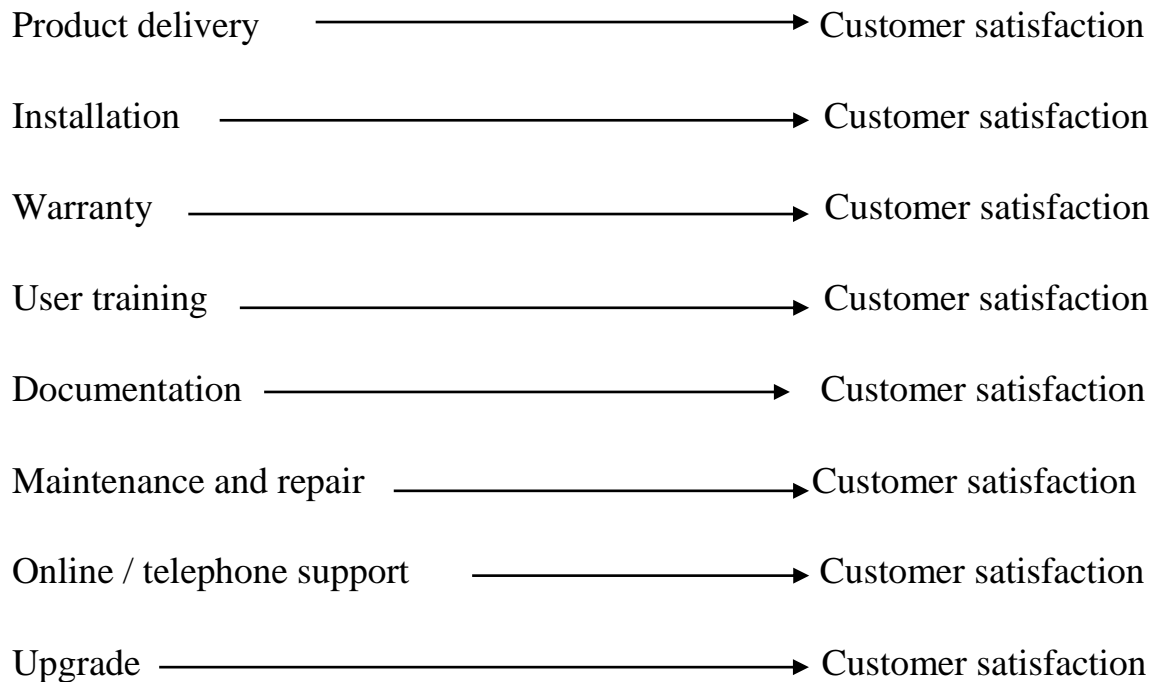 Product delivery Customer satisfaction
Installation Customer satisfaction
Warranty Customer satisfaction
User training Customer satisfaction
Documentation Customer satisfaction
Maintenance and repair Customer satisfaction
Online / telephone support Customer satisfaction
Upgrade Customer satisfaction